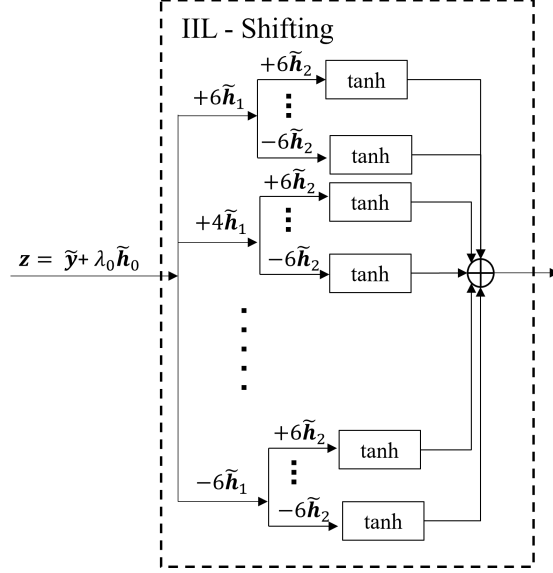 IIL - Shifting
+6h̃₂
tanh
+6h̃₁
−6h̃₂
tanh
+6h̃₂
tanh
+4h̃₁
−6h̃₂
tanh
z = ỹ+ λ₀h̃₀
+6h̃₂
tanh
−6h̃₁
−6h̃₂
tanh